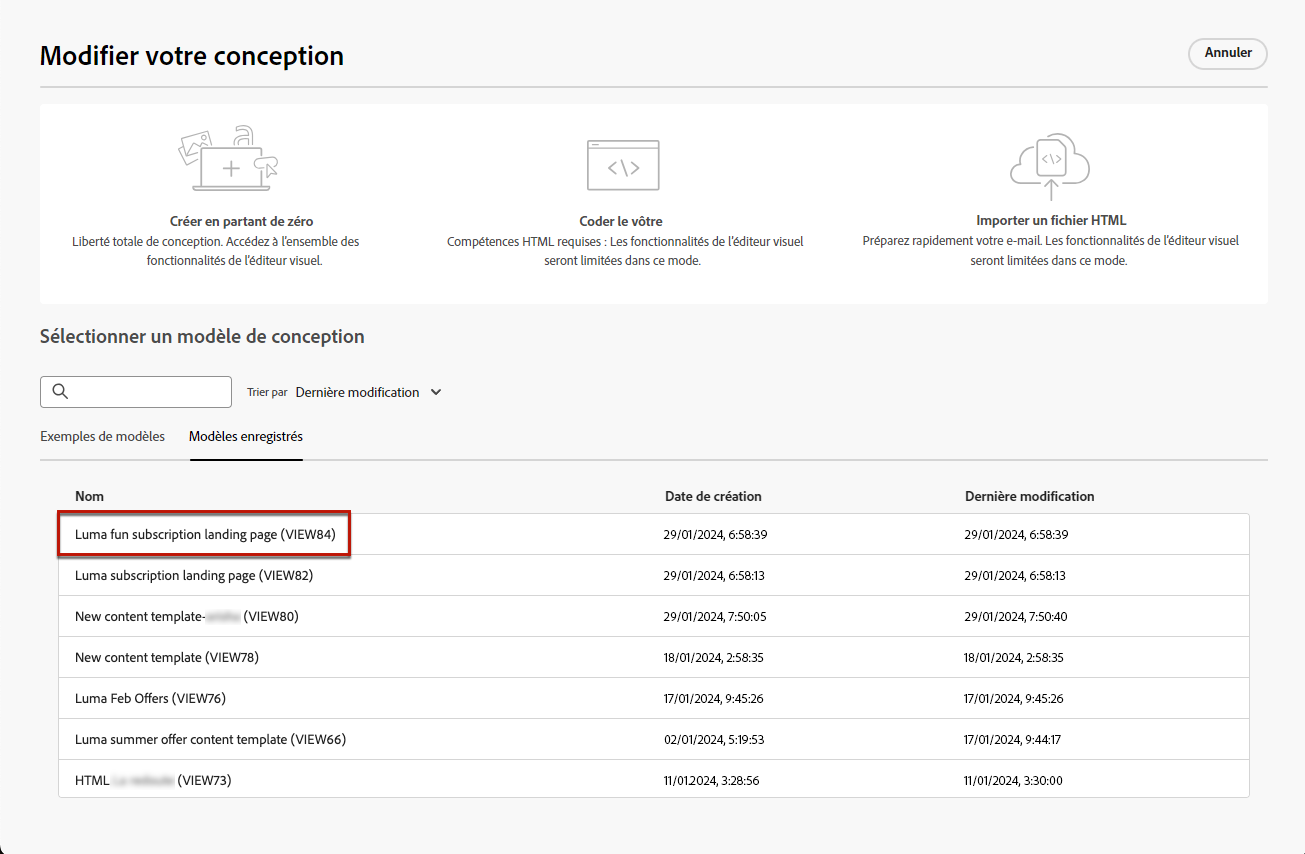 Modifier votre conception
Annuler
Créer en partant de zéro
Liberté totale de conception. Accédez à l'ensemble des
fonctionnalités de l'éditeur visuel.
</>
Coder le vôtre
Compétences HTML requises : Les fonctionnalités de l'éditeur visuel
seront limitées dans ce mode.
</>
Importer un fichier HTML
Préparez rapidement votre e-mail. Les fonctionnalités de l'éditeur visuel
seront limitées dans ce mode.
Sélectionner un modèle de conception
Trier par Dernière modification
Exemples de modèles Modèles enregistrés
Nom Date de création Dernière modification
Luma fun subscription landing page (VIEW84) 29/01/2024, 6:58:39 29/01/2024, 6:58:39
Luma subscription landing page (VIEW82) 29/01/2024, 6:58:13 29/01/2024, 6:58:13
New content template- (VIEW80) 29/01/2024, 7:50:05 29/01/2024, 7:50:40
New content template (VIEW78) 18/01/2024, 2:58:35 18/01/2024, 2:58:35
Luma Feb Offers (VIEW76) 17/01/2024, 9:45:26 17/01/2024, 9:45:26
Luma summer offer content template (VIEW66) 02/01/2024, 5:19:53 17/01/2024, 9:44:17
HTML (VIEW73) 11/01.2024, 3:28:56 11/01/2024, 3:30:00